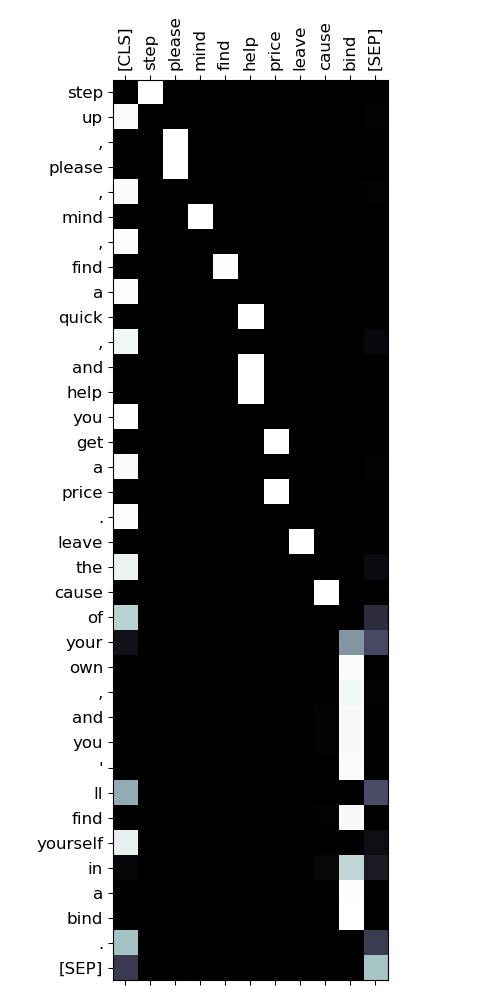 [CLS] step please mind find help price leave cause bind [SEP]
step
up
,
please
,
mind
,
find
a
quick
,
and
help
you
get
a
price
.
leave
the
cause
of
your
own
,
and
you
'
ll
find
yourself
in
a
bind
.
[SEP]